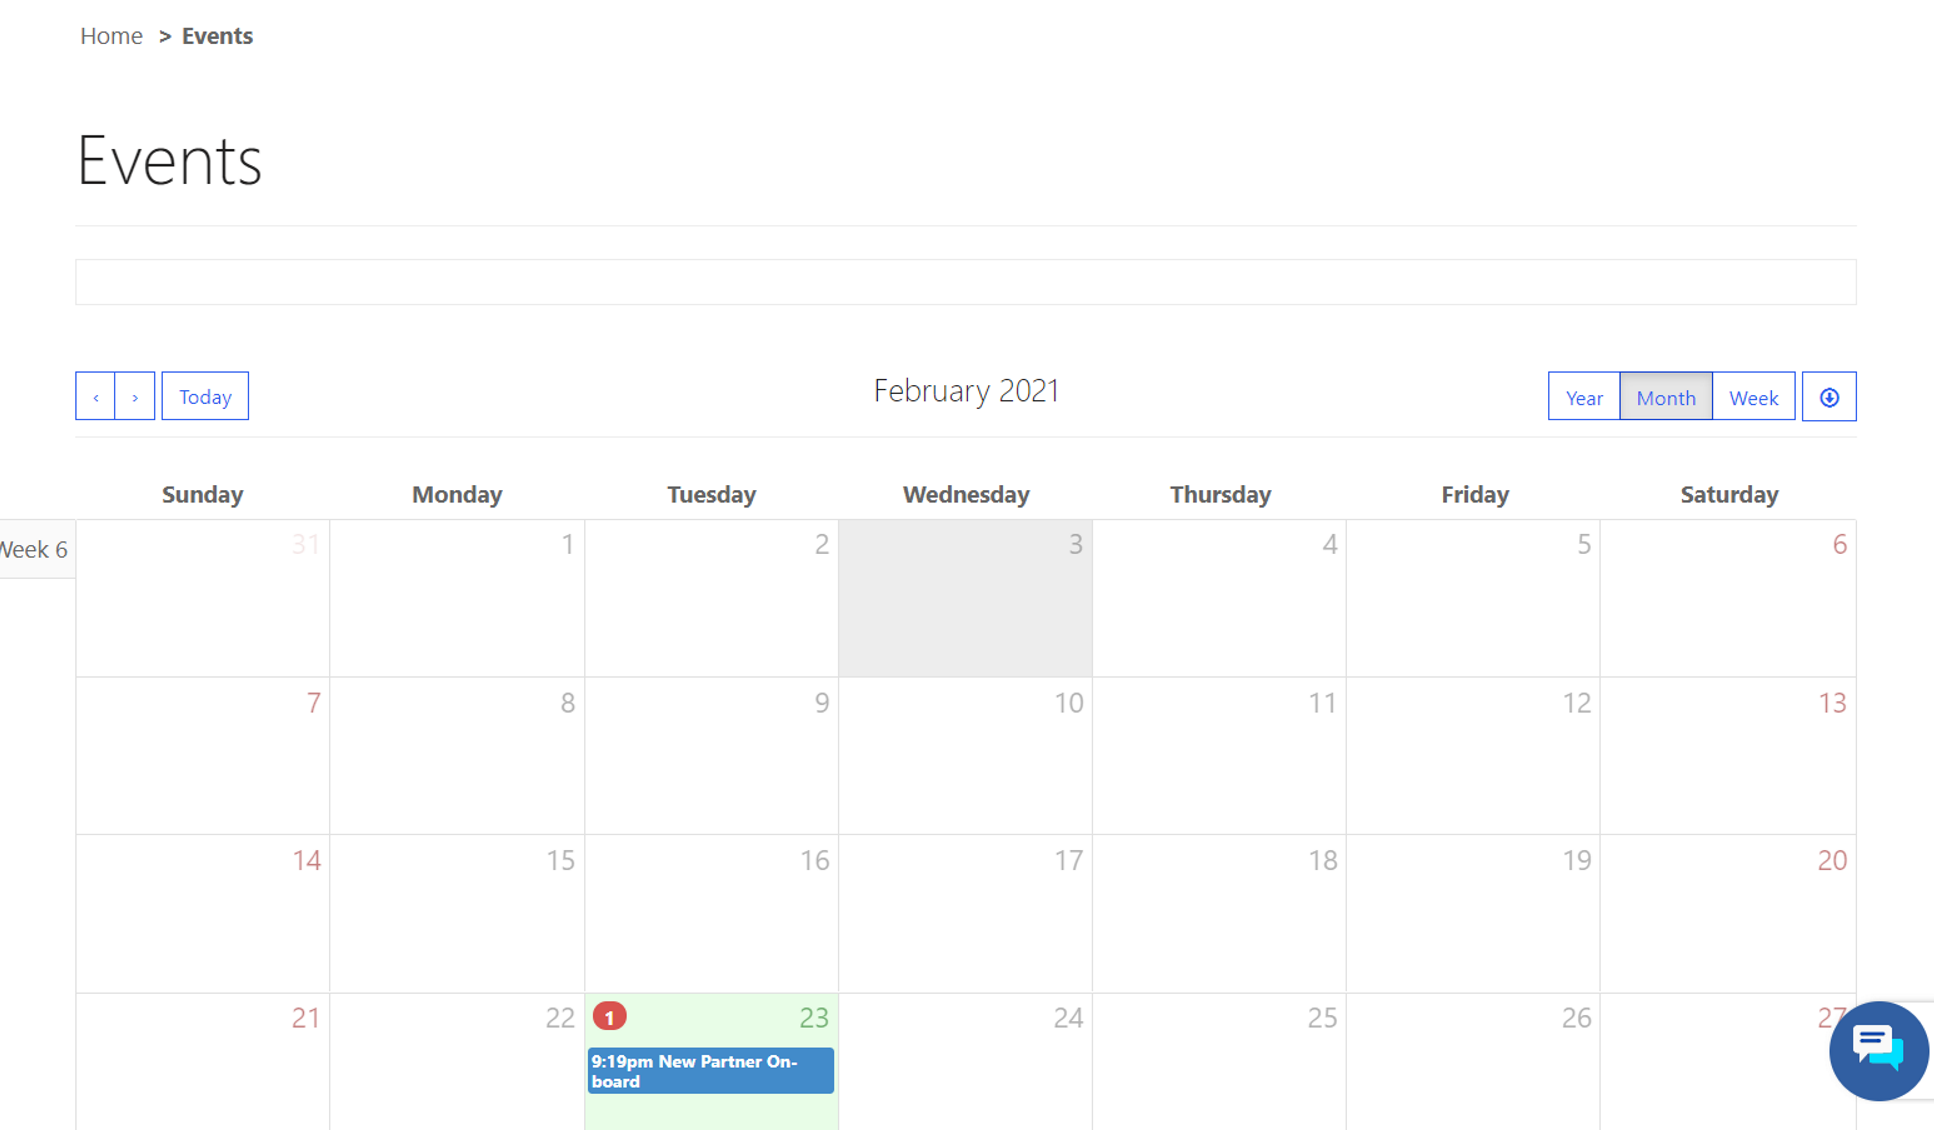 Home > Events
Events
‹ › Today
February 2021
Year Month Week
Sunday Monday Tuesday Wednesday Thursday Friday Saturday
Week 6
31 1 2 3 4 5 6
7 8 9 10 11 12 13
14 15 16 17 18 19 20
21 22 1 23 24 25 26 27
9:19pm New Partner On-
board